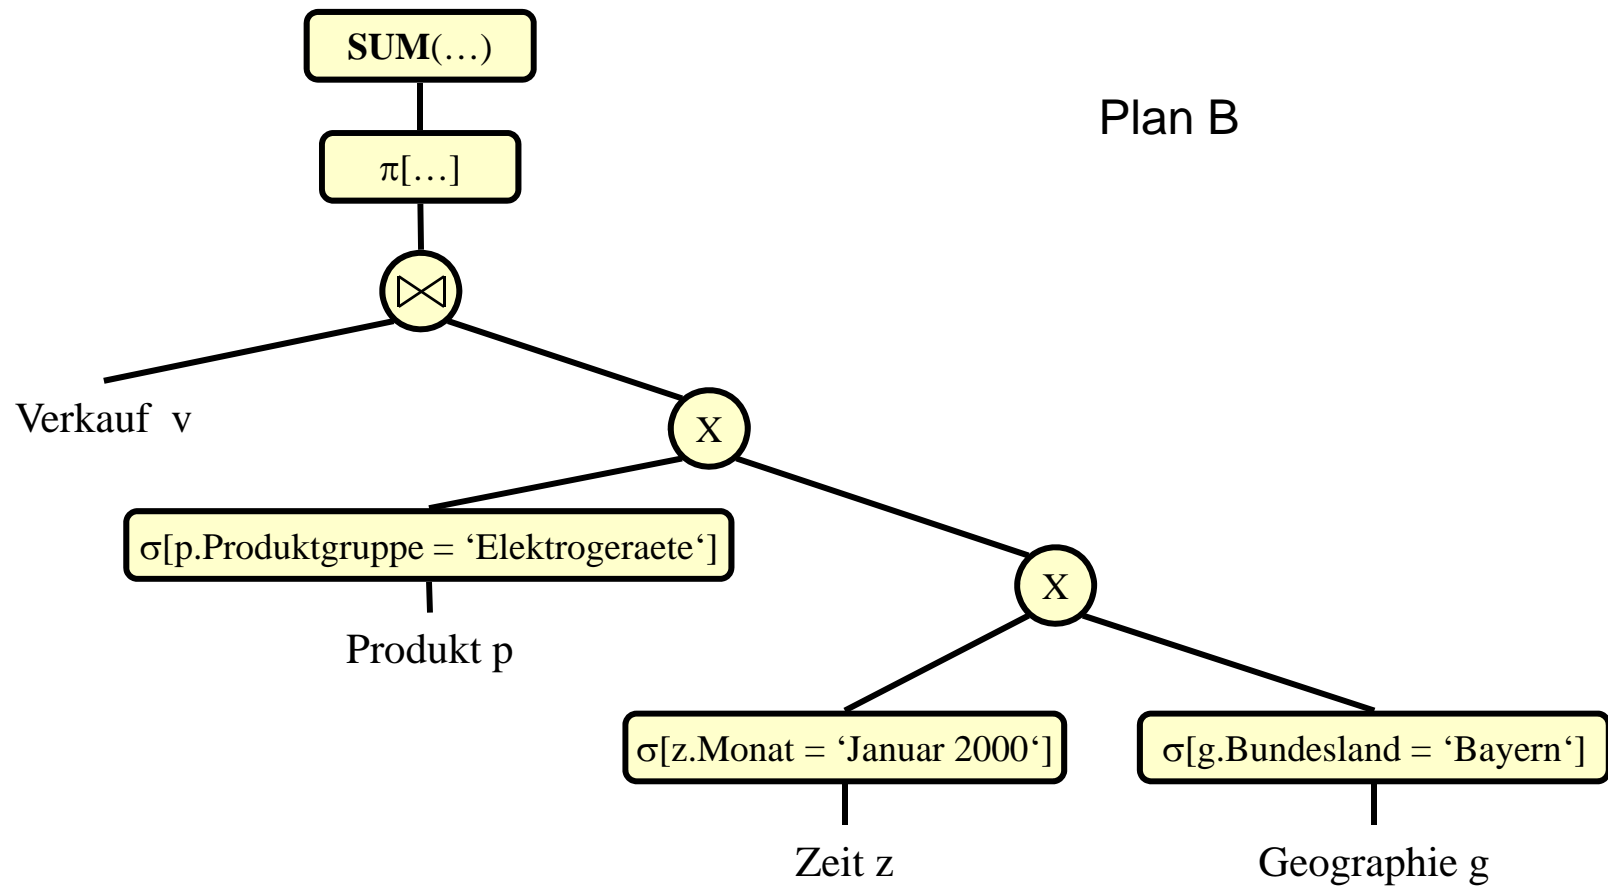 SUM(…)
Plan B
π[…]
⋈
Verkauf v
X
σ[p.Produktgruppe = ‘Elektrogeraete‘]
X
Produkt p
σ[z.Monat = ‘Januar 2000‘]
σ[g.Bundesland = ‘Bayern‘]
Zeit z
Geographie g